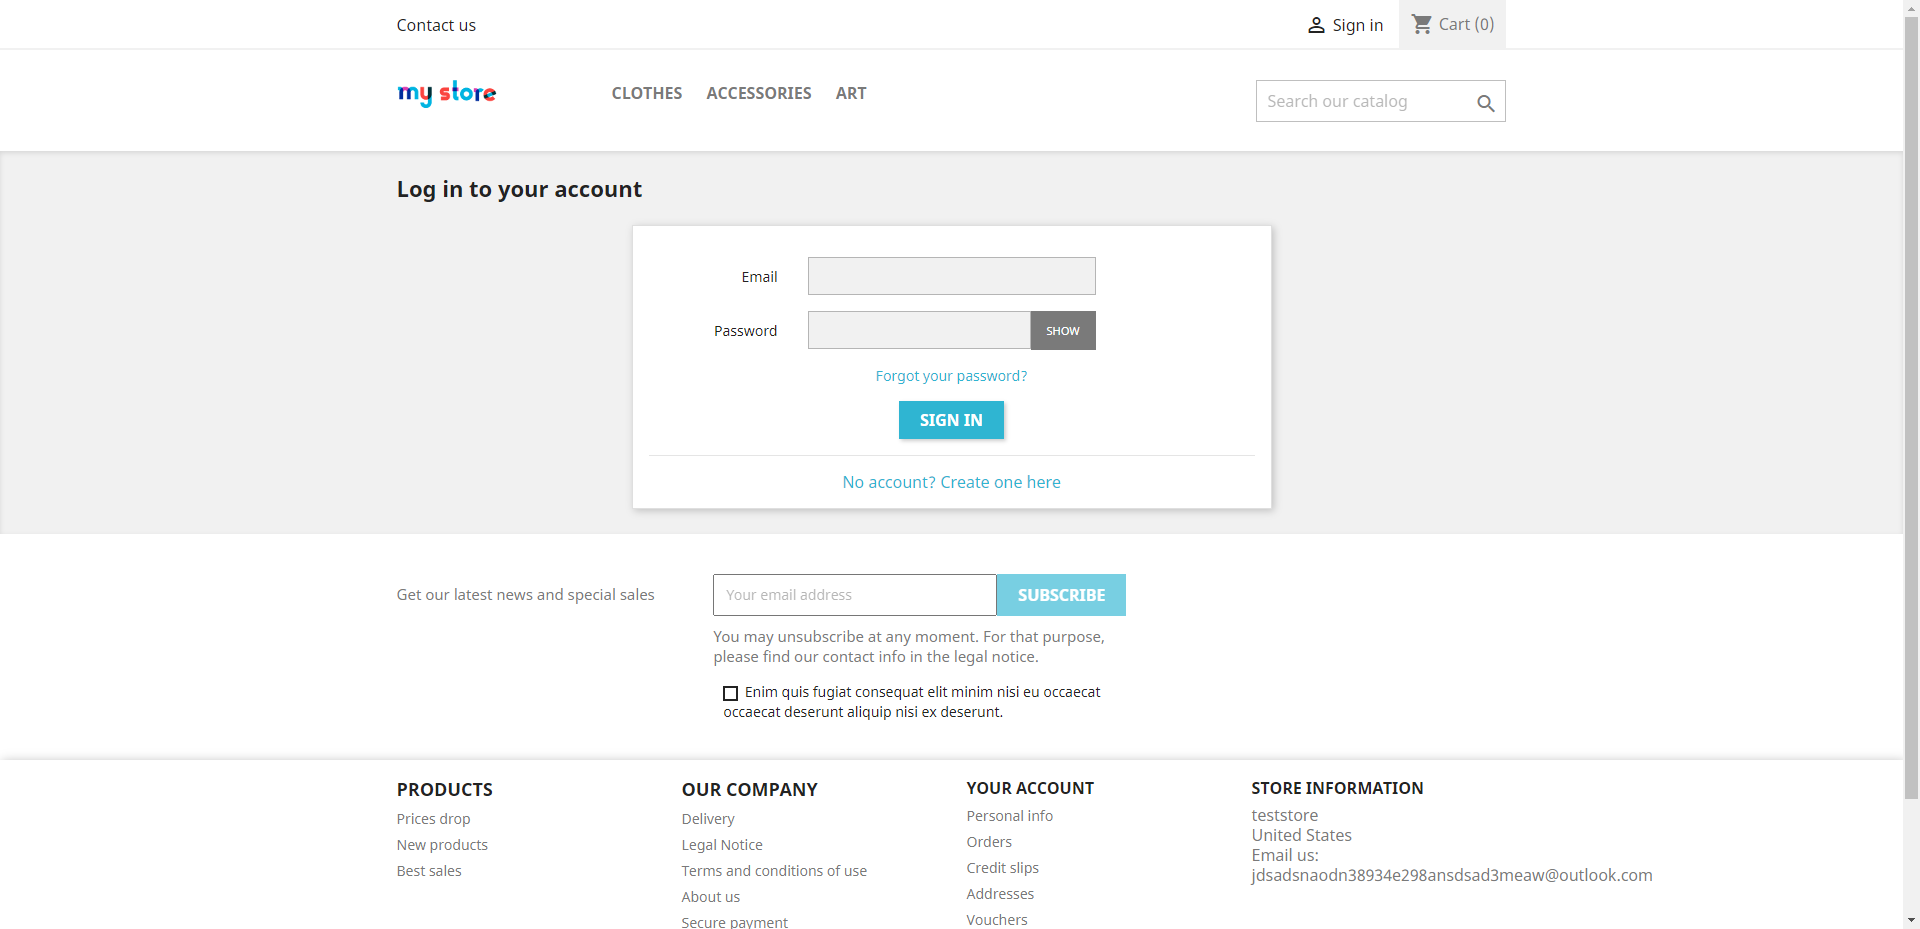 Contact us
Sign in
Cart (0)
my store
CLOTHES
ACCESSORIES
ART
Search our catalog
Log in to your account
Email
Password
SHOW
Forgot your password?
SIGN IN
No account? Create one here
Get our latest news and special sales
Your email address
SUBSCRIBE
You may unsubscribe at any moment. For that purpose,
please find our contact info in the legal notice.
Enim quis fugiat consequat elit minim nisi eu occaecat
occaecat deserunt aliquip nisi ex deserunt.
PRODUCTS
Prices drop
New products
Best sales
OUR COMPANY
Delivery
Legal Notice
Terms and conditions of use
About us
Secure payment
YOUR ACCOUNT
Personal info
Orders
Credit slips
Addresses
Vouchers
STORE INFORMATION
teststore
United States
Email us:
jdsadsnaodn38934e298ansdsad3meaw@outlook.com